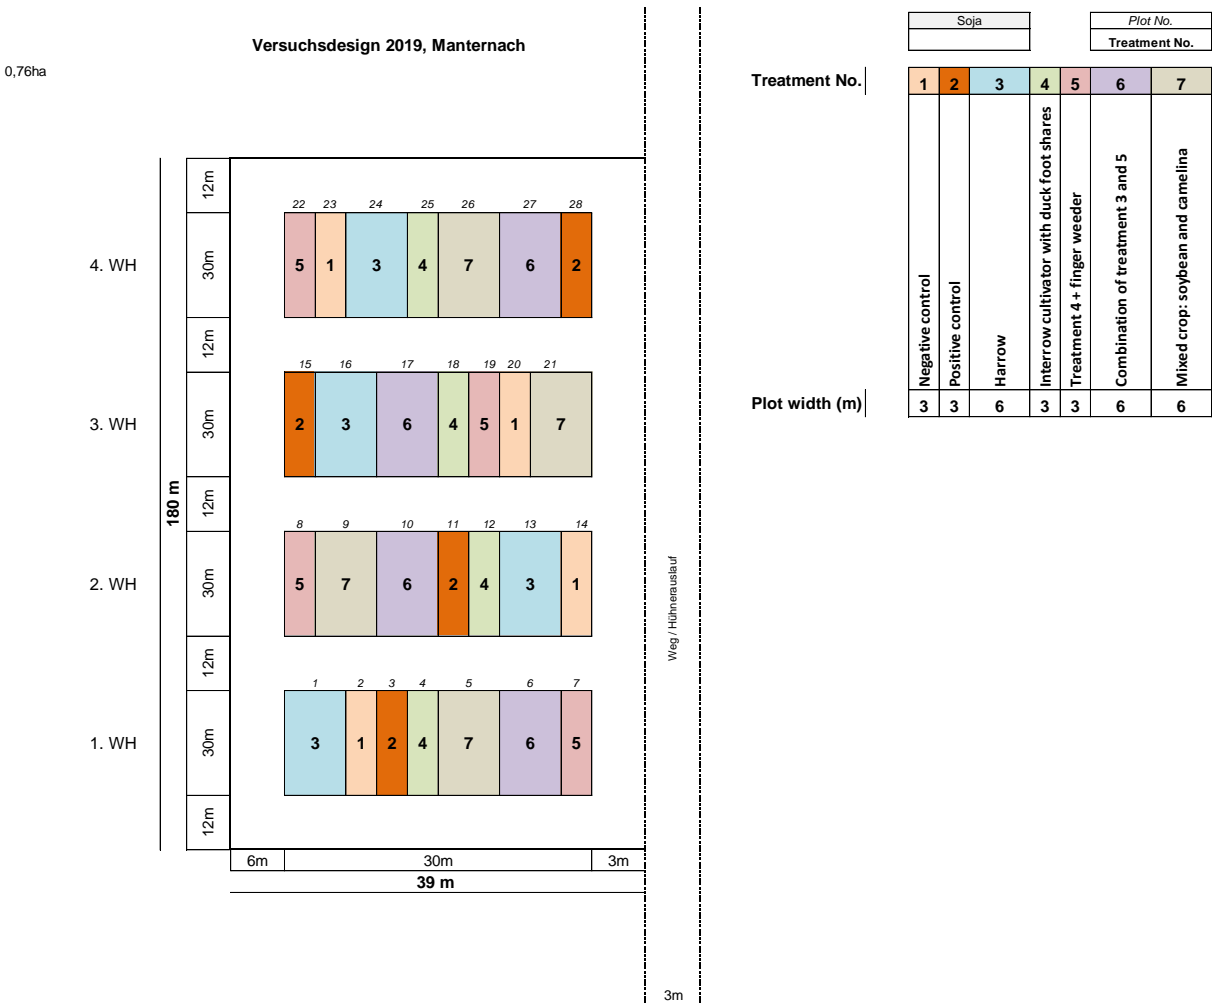 Versuchsdesign 2019, Manternach
0,76ha
Soja
Plot No.
Treatment No.
Treatment No.
1 2 3 4 5 6 7
Negative control
Positive control
Harrow
Interrow cultivator with duck foot shares
Treatment 4 + finger weeder
Combination of treatment 3 and 5
Mixed crop: soybean and camelina
Plot width (m)
3 3 6 3 3 6 6
12m
22 23 24 25 26 27 28
4. WH
30m
5 1 3 4 7 6 2
12m
15 16 17 18 19 20 21
3. WH
30m
2 3 6 4 5 1 7
12m
180 m
8 9 10 11 12 13 14
2. WH
30m
5 7 6 2 4 3 1
12m
1 2 3 4 5 6 7
1. WH
30m
3 1 2 4 7 6 5
12m
6m 30m 3m
39 m
Weg / Hühnerauslauf
3m